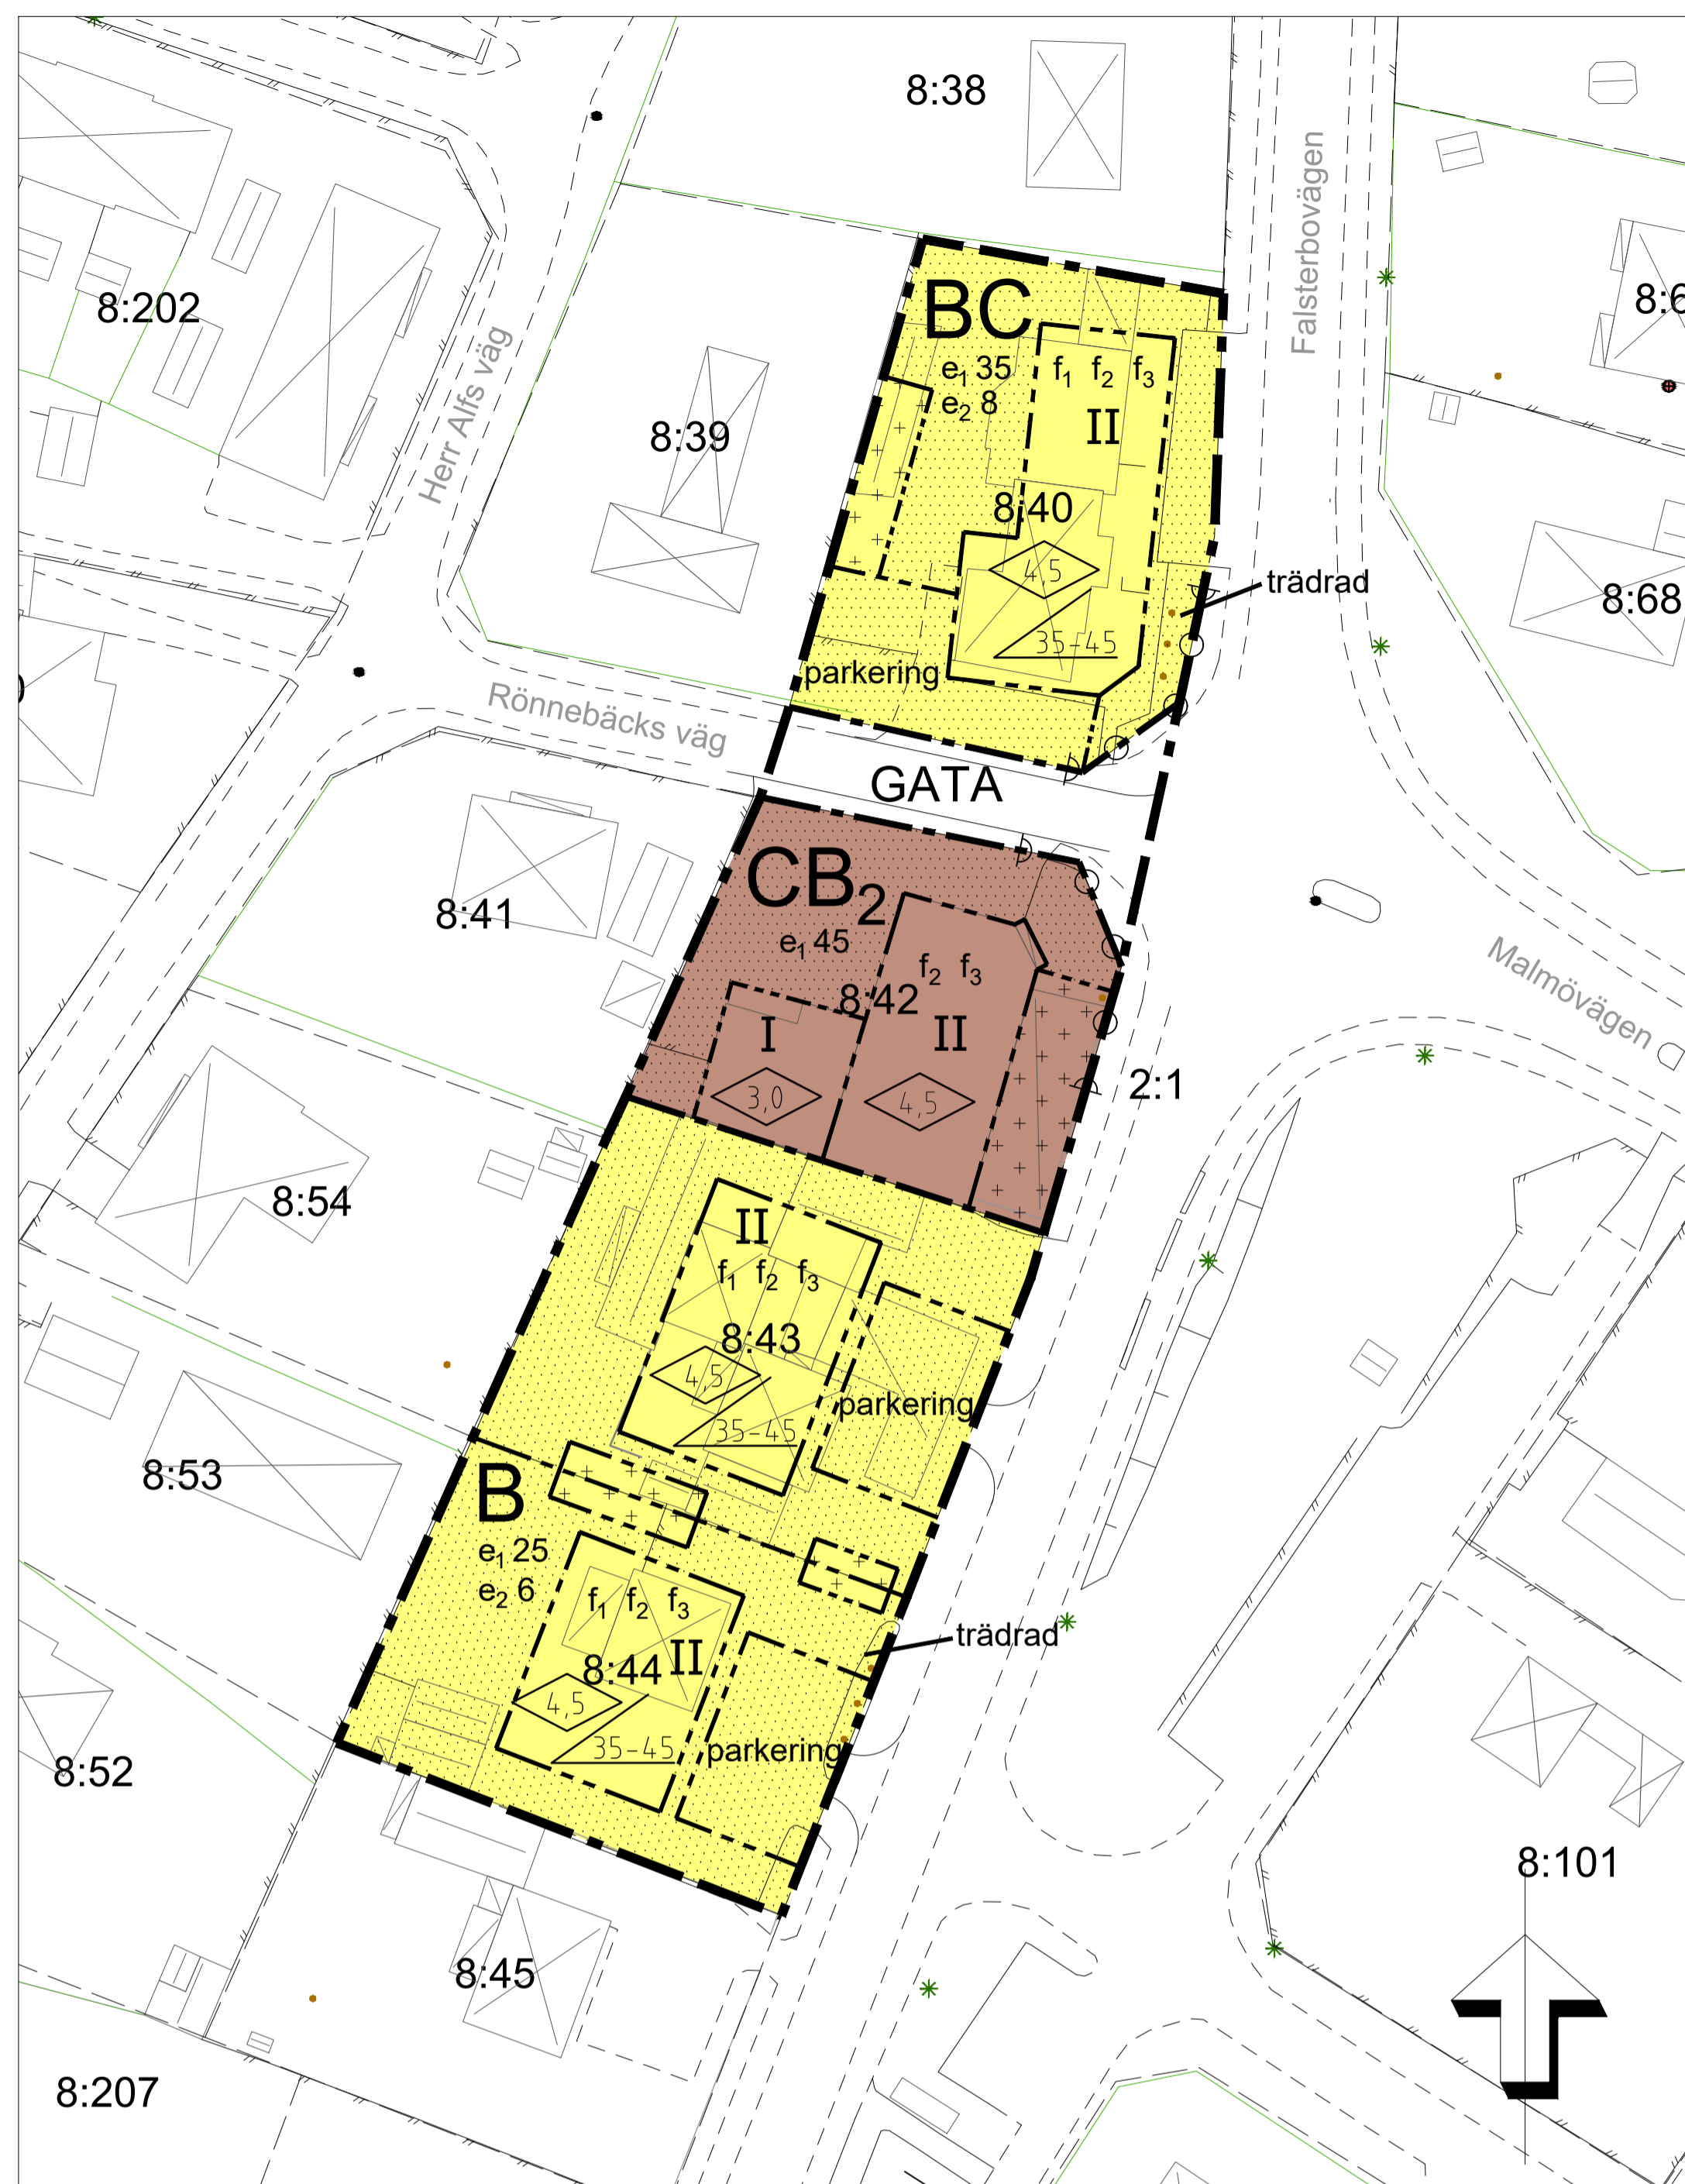 8:38
Falsterbovägen
8:202
BC
8:6
Herr Alfs väg
e₁ 35 f₁ f₂ f₃
e₂ 8
8:39
II
8:40
4,5
trädrad
8:68
35-45
parkering
Rönnebäcks väg
GATA
CB₂
8:41
e₁ 45
f₂ f₃
Malmövägen
8:42
I
II
3,0
4,5
2:1
8:54
II
f₁ f₂ f₃
8:43
4,5
parkering
35-45
8:53
B
e₁ 25
e₂ 6
f₁ f₂ f₃
trädrad
8:44 II
4,5
35-45
parkering
8:52
8:101
8:45
8:207